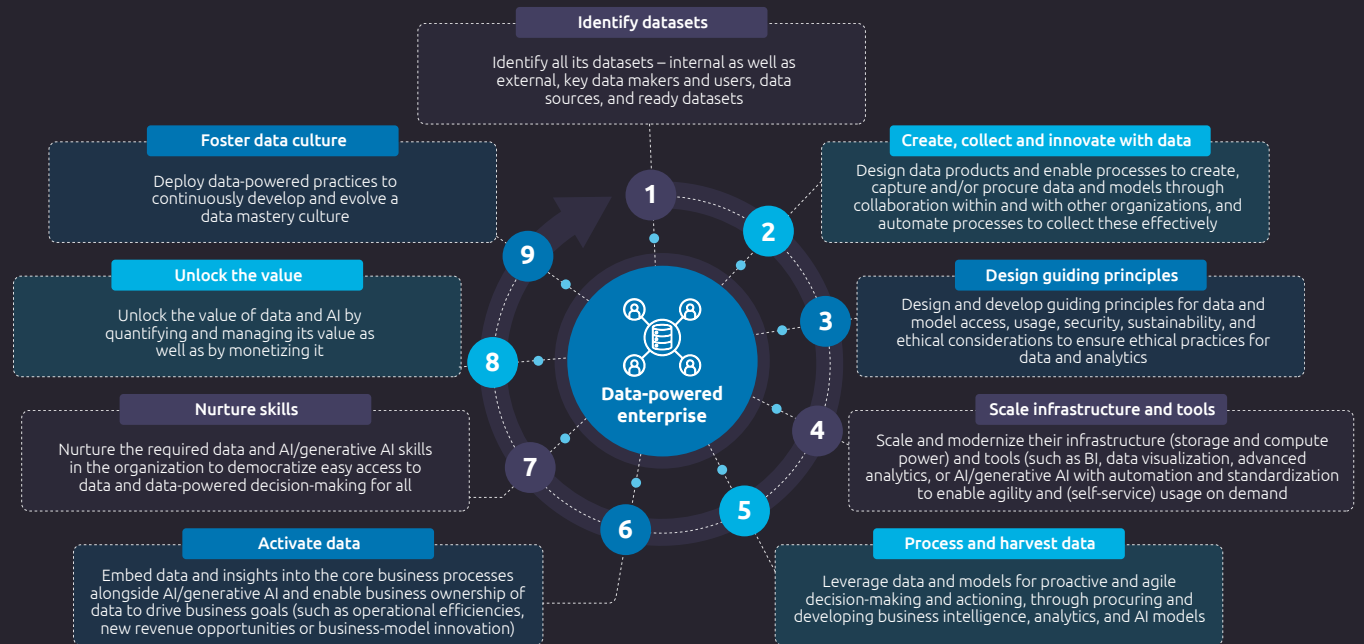 Identify datasets
Identify all its datasets – internal as well as
external, key data makers and users, data
sources, and ready datasets
1
Create, collect and innovate with data
Design data products and enable processes to create,
capture and/or procure data and models through
collaboration within and with other organizations, and
automate processes to collect these effectively
2
Design guiding principles
Design and develop guiding principles for data and
model access, usage, security, sustainability, and
ethical considerations to ensure ethical practices for
data and analytics
3
Scale infrastructure and tools
Scale and modernize their infrastructure (storage and compute
power) and tools (such as BI, data visualization, advanced
analytics, or AI/generative AI with automation and standardization
to enable agility and (self-service) usage on demand
4
Process and harvest data
Leverage data and models for proactive and agile
decision-making and actioning, through procuring and
developing business intelligence, analytics, and AI models
5
Activate data
Embed data and insights into the core business processes
alongside AI/generative AI and enable business ownership of
data to drive business goals (such as operational efficiencies,
new revenue opportunities or business-model innovation)
6
Nurture skills
Nurture the required data and AI/generative AI skills
in the organization to democratize easy access to
data and data-powered decision-making for all
7
Unlock the value
Unlock the value of data and AI by
quantifying and managing its value as
well as by monetizing it
8
Foster data culture
Deploy data-powered practices to
continuously develop and evolve a
data mastery culture
9
Data-powered
enterprise